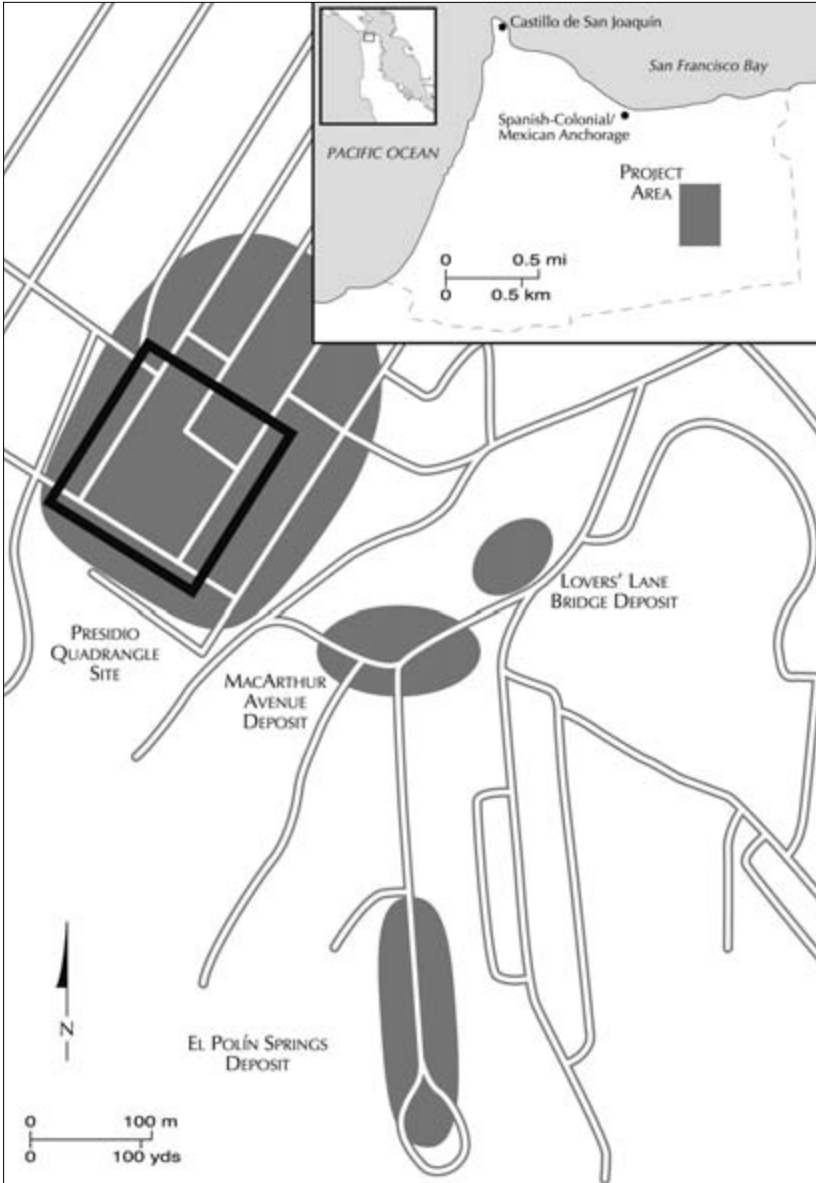 Castillo de San Joaquín
San Francisco Bay
Spanish-Colonial/
Mexican Anchorage
PACIFIC OCEAN
PROJECT
AREA
0 0.5 mi
0 0.5 km
LOVERS' LANE
BRIDGE DEPOSIT
PRESIDIO
QUADRANGLE
SITE
MACARTHUR
AVENUE
DEPOSIT
N
EL POLÍN SPRINGS
DEPOSIT
0 100 m
0 100 yds